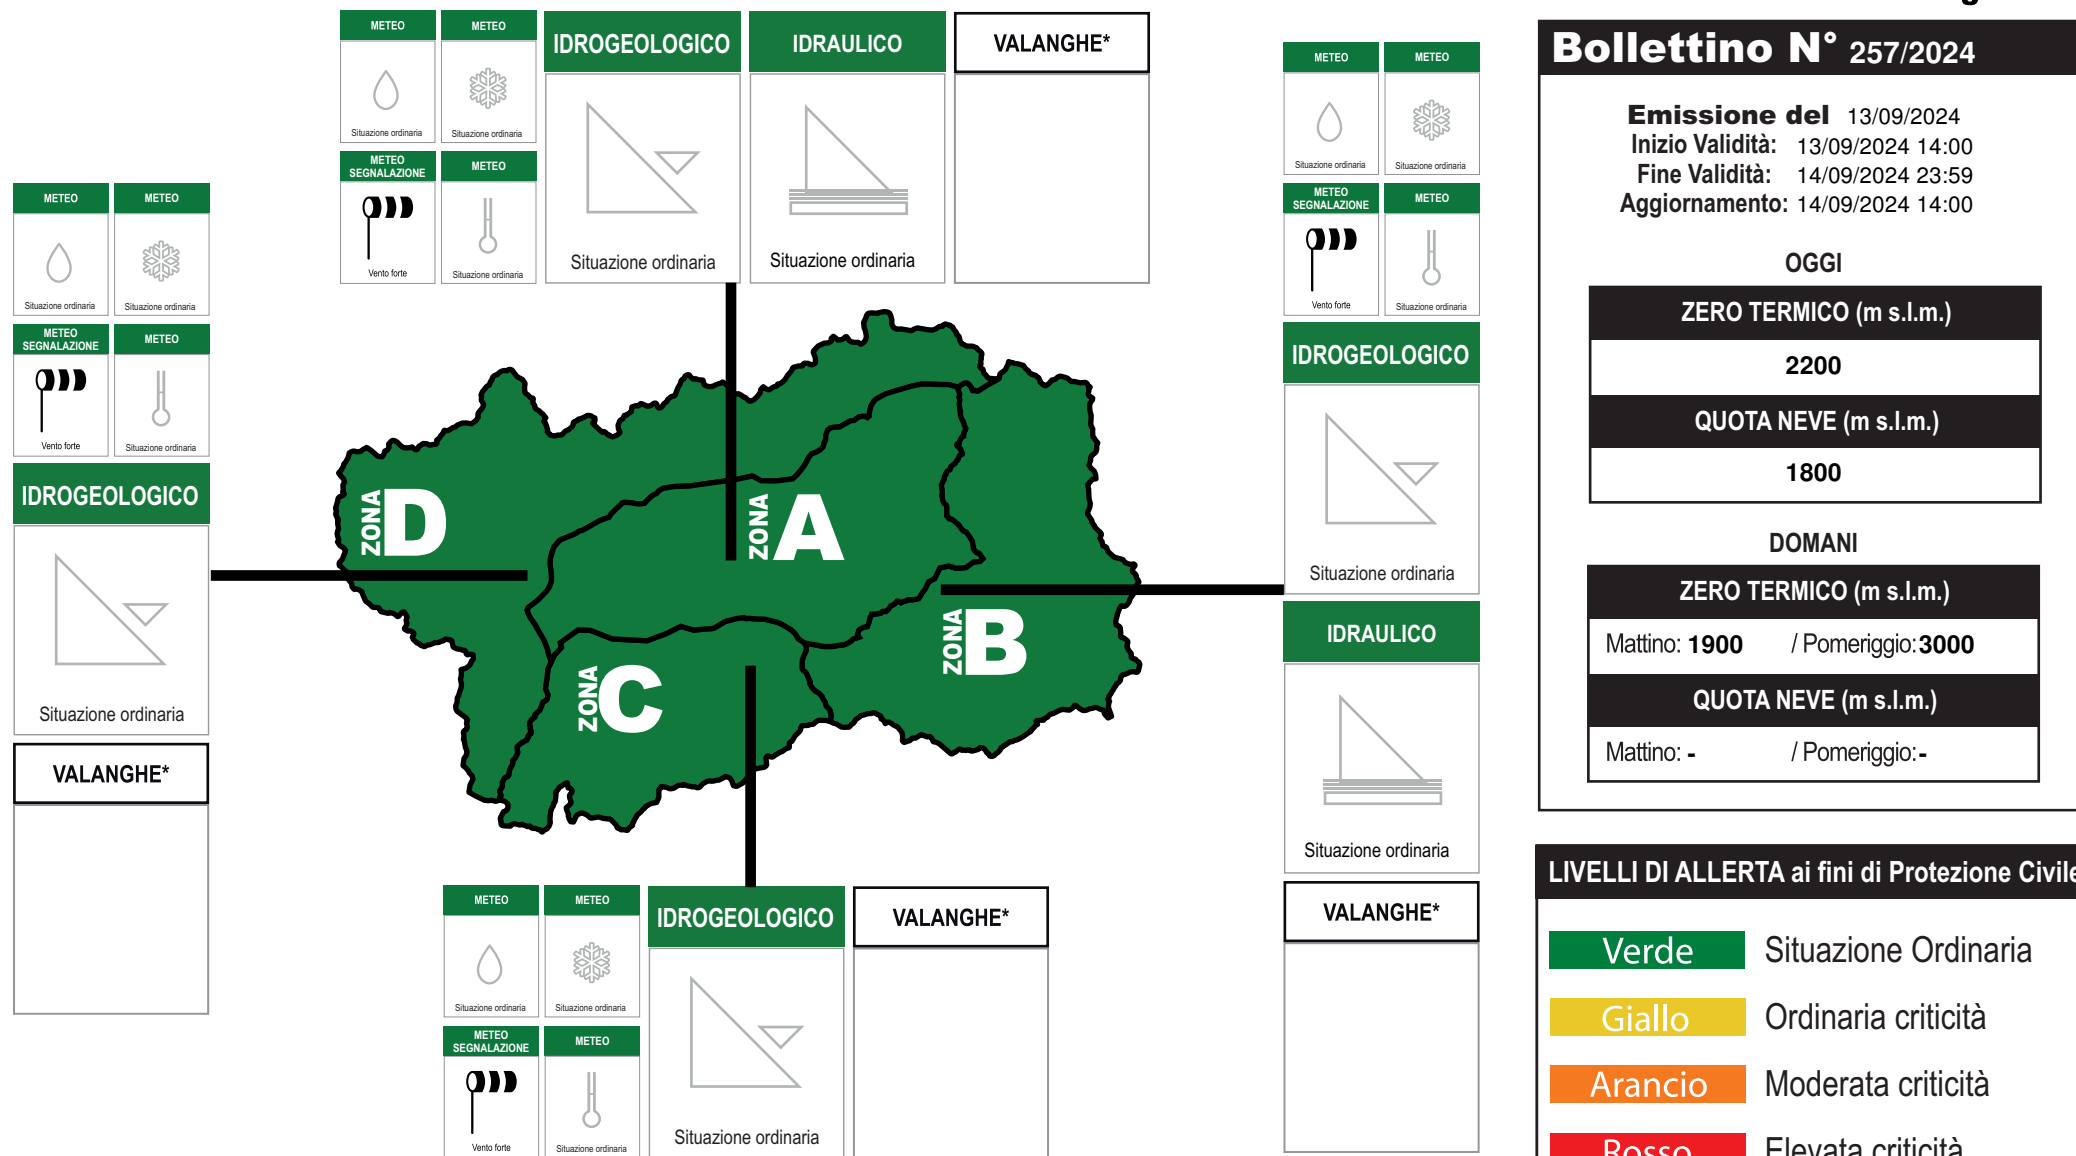 METEO
METEO
Situazione ordinaria
Situazione ordinaria
METEO
SEGNALAZIONE
METEO
Vento forte
Situazione ordinaria
IDROGEOLOGICO
Situazione ordinaria
IDRAULICO
Situazione ordinaria
VALANGHE*
METEO
METEO
Situazione ordinaria
Situazione ordinaria
METEO
SEGNALAZIONE
METEO
Vento forte
Situazione ordinaria
IDROGEOLOGICO
Situazione ordinaria
VALANGHE*
ZONA D
ZONA A
ZONA B
ZONA C
METEO
METEO
Situazione ordinaria
Situazione ordinaria
METEO
SEGNALAZIONE
METEO
Vento forte
Situazione ordinaria
IDROGEOLOGICO
Situazione ordinaria
IDRAULICO
Situazione ordinaria
VALANGHE*
METEO
METEO
Situazione ordinaria
Situazione ordinaria
METEO
SEGNALAZIONE
METEO
Vento forte
Situazione ordinaria
IDROGEOLOGICO
Situazione ordinaria
VALANGHE*
Bollettino N° 257/2024
Emissione del 13/09/2024
Inizio Validità: 13/09/2024 14:00
Fine Validità: 14/09/2024 23:59
Aggiornamento: 14/09/2024 14:00
OGGI
ZERO TERMICO (m s.l.m.)
2200
QUOTA NEVE (m s.l.m.)
1800
DOMANI
ZERO TERMICO (m s.l.m.)
Mattino: 1900 / Pomeriggio: 3000
QUOTA NEVE (m s.l.m.)
Mattino: - / Pomeriggio: -
LIVELLI DI ALLERTA ai fini di Protezione Civile
Verde Situazione Ordinaria
Giallo Ordinaria criticità
Arancio Moderata criticità
Rosso Elevata criticità